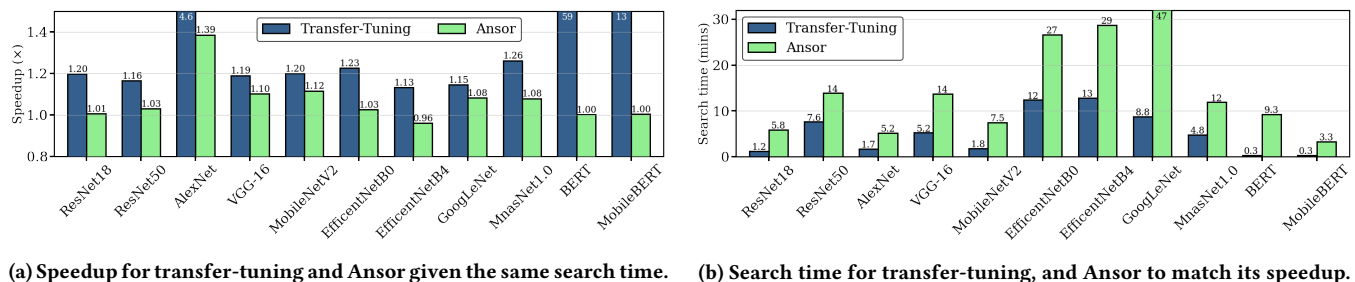 4.6
59
13
1.4
1.39
Transfer-Tuning
Ansor
1.26
1.23
1.20
1.20
1.19
1.2
1.16
1.15
1.13
1.12
1.10
1.08
1.08
1.03
1.03
1.01
1.00
1.00
1.0
0.96
0.8
Speedup (×)
ResNet18
ResNet50
AlexNet
VGG-16
MobileNetV2
EfficentNetB0
EfficentNetB4
GoogLeNet
MnasNet1.0
BERT
MobileBERT
(a) Speedup for transfer-tuning and Ansor given the same search time.
30
Transfer-Tuning
Ansor
47
29
27
20
14
14
13
12
12
10
9.3
8.8
7.6
7.5
5.8
5.2
5.2
4.8
3.3
1.8
1.7
1.2
0.3
0.3
0
Search time (mins)
ResNet18
ResNet50
AlexNet
VGG-16
MobileNetV2
EfficentNetB0
EfficentNetB4
GoogLeNet
MnasNet1.0
BERT
MobileBERT
(b) Search time for transfer-tuning, and Ansor to match its speedup.